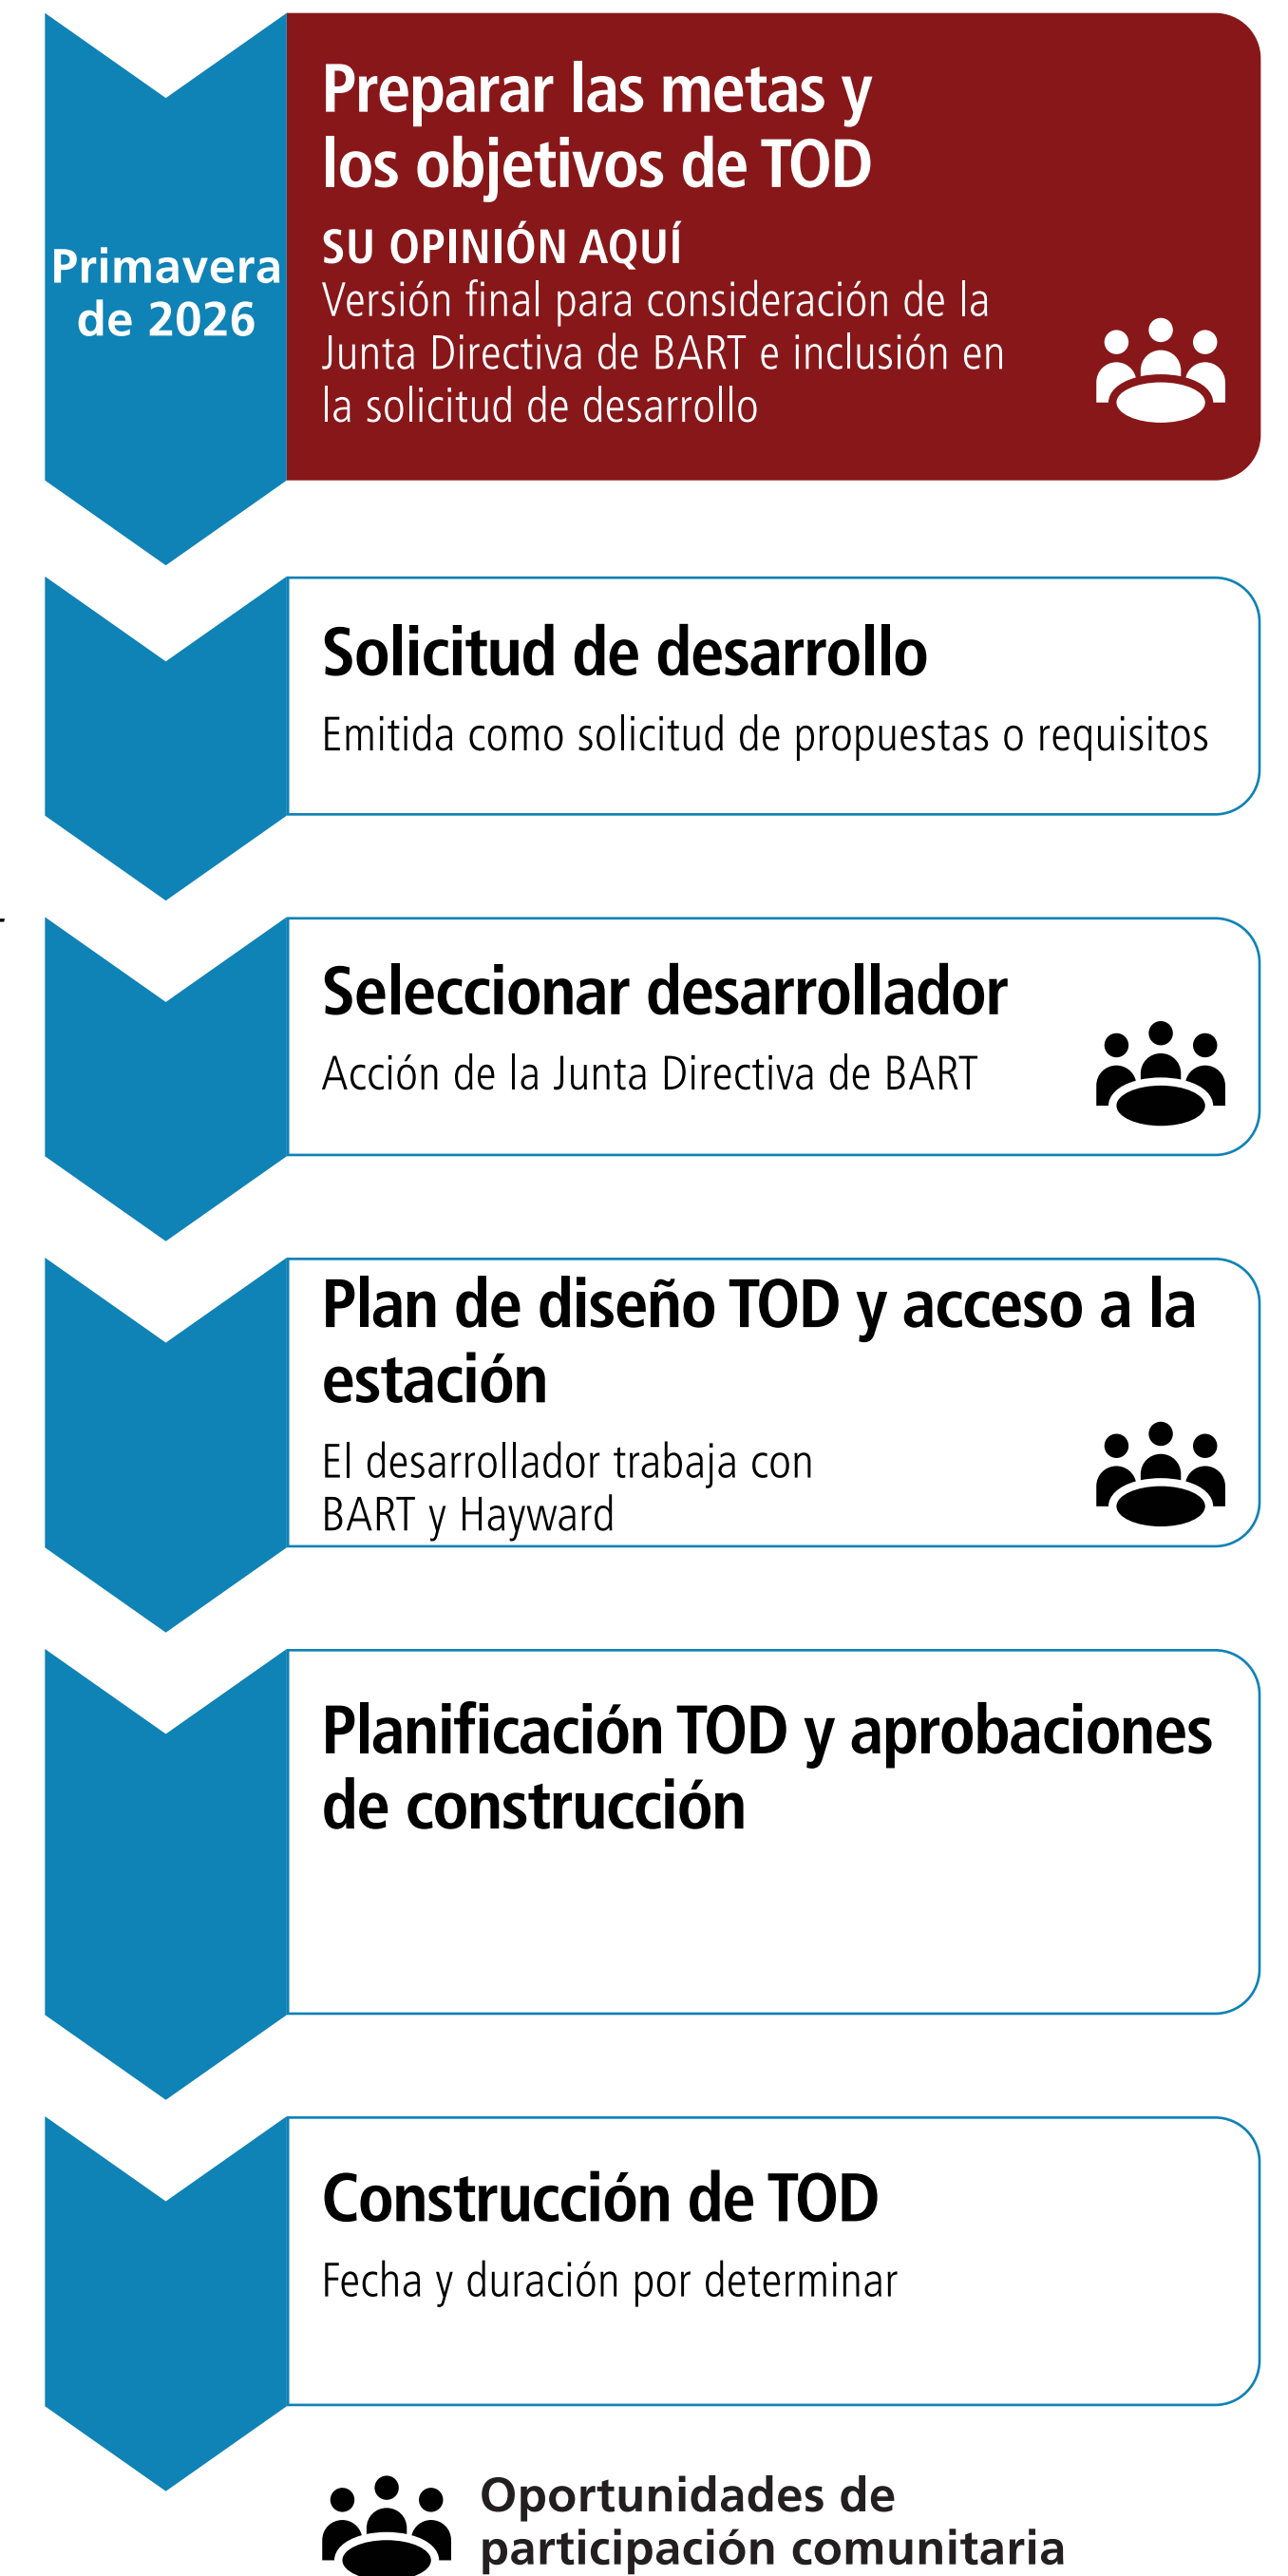 Primavera
de 2026
Preparar las metas y
los objetivos de TOD
SU OPINIÓN AQUÍ
Versión final para consideración de la
Junta Directiva de BART e inclusión en
la solicitud de desarrollo
Solicitud de desarrollo
Emitida como solicitud de propuestas o requisitos
Seleccionar desarrollador
Acción de la Junta Directiva de BART
Plan de diseño TOD y acceso a la
estación
El desarrollador trabaja con
BART y Hayward
Planificación TOD y aprobaciones
de construcción
Construcción de TOD
Fecha y duración por determinar
Oportunidades de
participación comunitaria